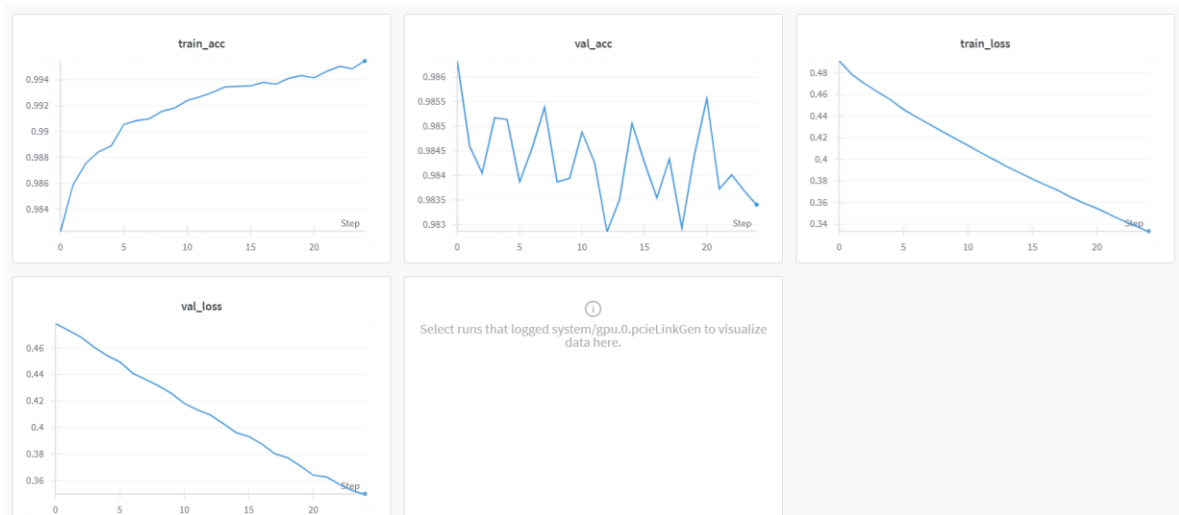 train_acc
0.994
0.992
0.99
0.988
0.986
0.984
Step
0 5 10 15 20
val_acc
0.986
0.9855
0.985
0.9845
0.984
0.9835
0.983
Step
0 5 10 15 20
train_loss
0.48
0.46
0.44
0.42
0.4
0.38
0.36
0.34
Step
0 5 10 15 20
val_loss
0.46
0.44
0.42
0.4
0.38
0.36
Step
0 5 10 15 20
Select runs that logged system/gpu.0.pcieLinkGen to visualize
data here.